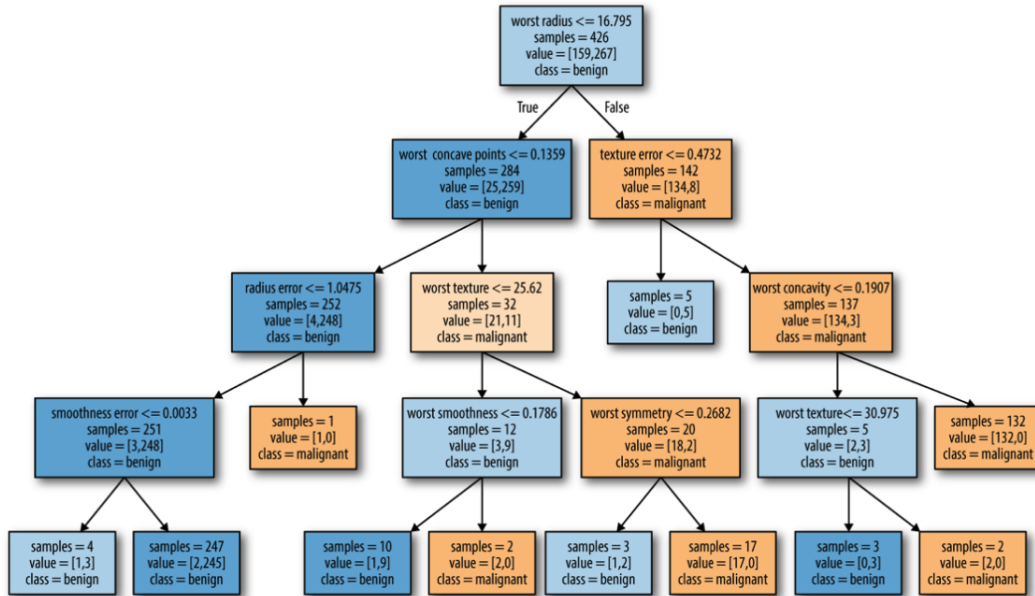 worst radius <= 16.795
samples = 426
value = [159,267]
class = benign
True
False
worst concave points <= 0.1359
samples = 284
value = [25,259]
class = benign
texture error <= 0.4732
samples = 142
value = [134,8]
class = malignant
radius error <= 1.0475
samples = 252
value = [4,248]
class = benign
worst texture <= 25.62
samples = 32
value = [21,11]
class = malignant
samples = 5
value = [0,5]
class = benign
worst concavity <= 0.1907
samples = 137
value = [134,3]
class = malignant
smoothness error <= 0.0033
samples = 251
value = [3,248]
class = benign
samples = 1
value = [1,0]
class = malignant
worst smoothness <= 0.1786
samples = 12
value = [3,9]
class = benign
worst symmetry <= 0.2682
samples = 20
value = [18,2]
class = malignant
worst texture<= 30.975
samples = 5
value = [2,3]
class = benign
samples = 132
value = [132,0]
class = malignant
samples = 4
value = [1,3]
class = benign
samples = 247
value = [2,245]
class = benign
samples = 10
value = [1,9]
class = benign
samples = 2
value = [2,0]
class = malignant
samples = 3
value = [1,2]
class = benign
samples = 17
value = [17,0]
class = malignant
samples = 3
value = [0,3]
class = benign
samples = 2
value = [2,0]
class = malignant